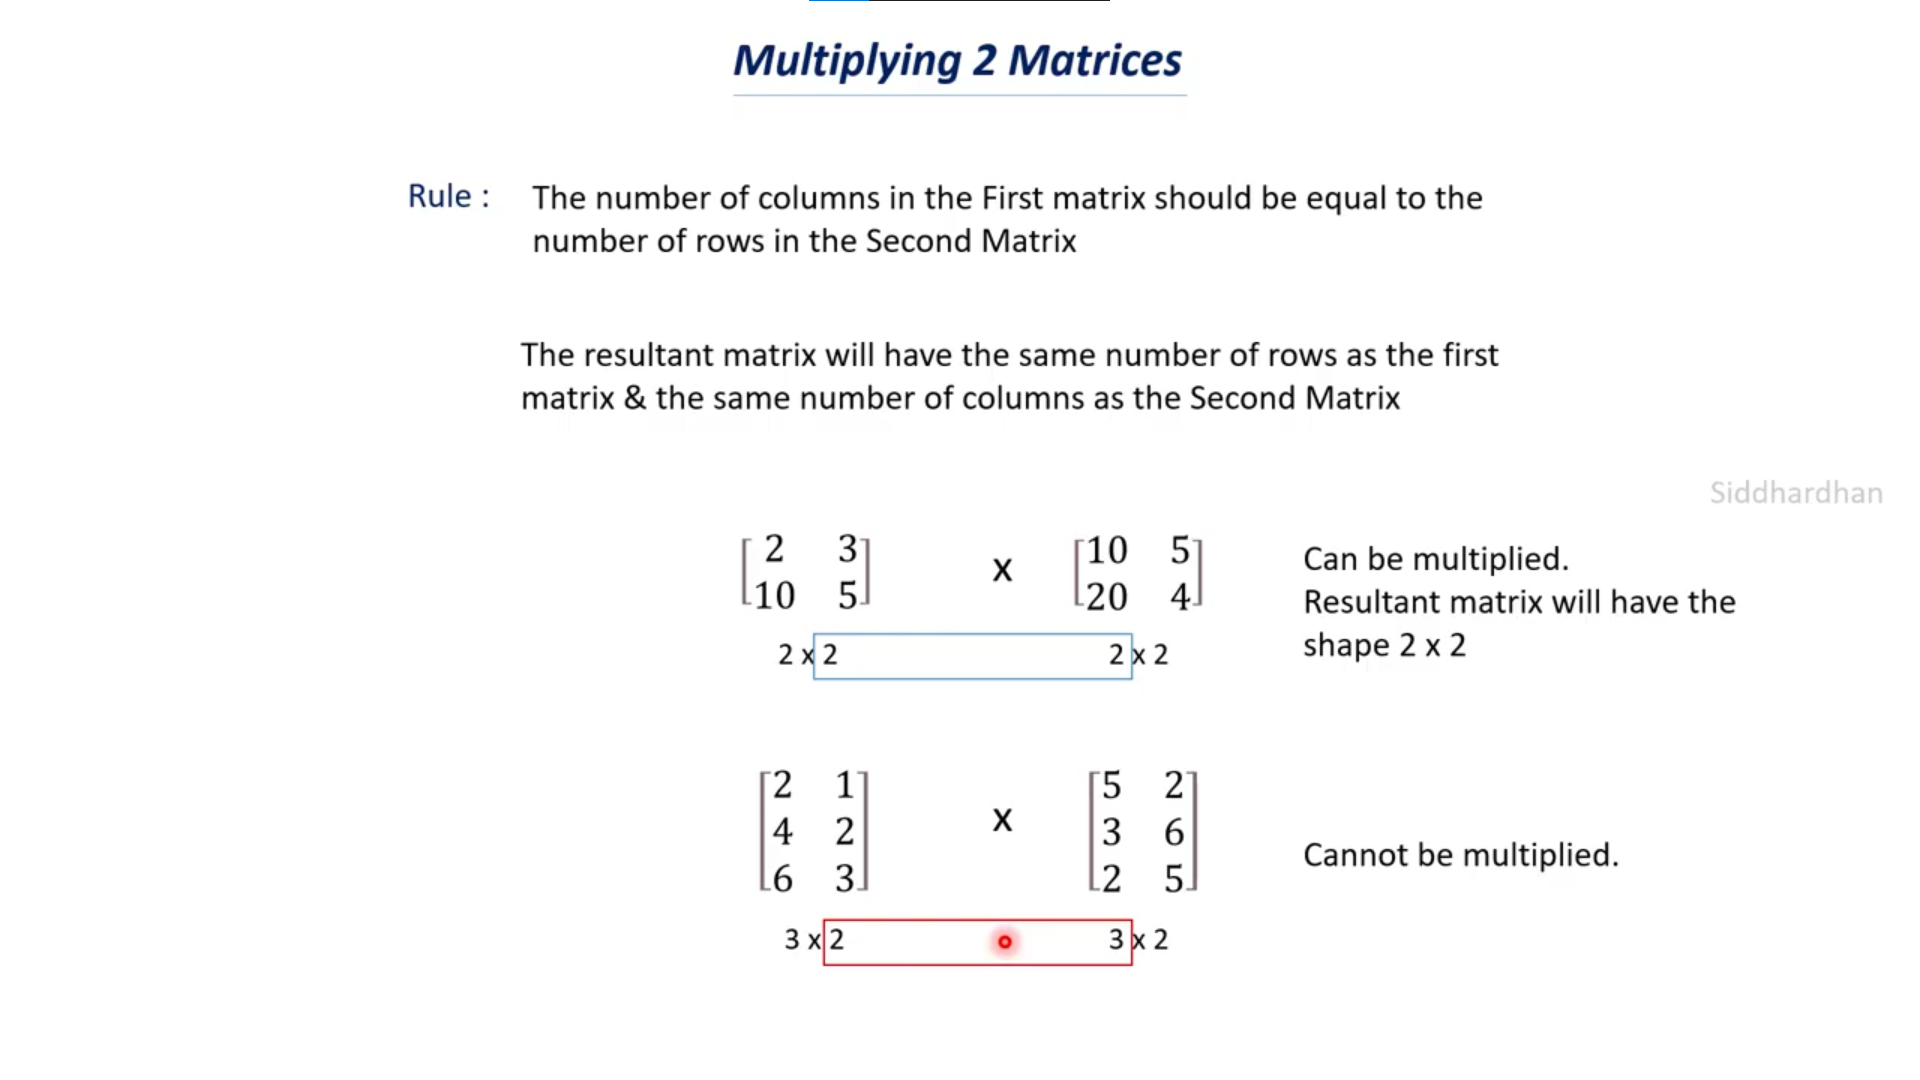 Multiplying 2 Matrices
Rule : The number of columns in the First matrix should be equal to the
number of rows in the Second Matrix
The resultant matrix will have the same number of rows as the first
matrix & the same number of columns as the Second Matrix
Siddhardhan
[2 3
10 5] x [10 5
20 4]
2 x 2 2 x 2
Can be multiplied.
Resultant matrix will have the
shape 2 x 2
[2 1
4 2
6 3] x [5 2
3 6
2 5]
3 x 2 3 x 2
Cannot be multiplied.